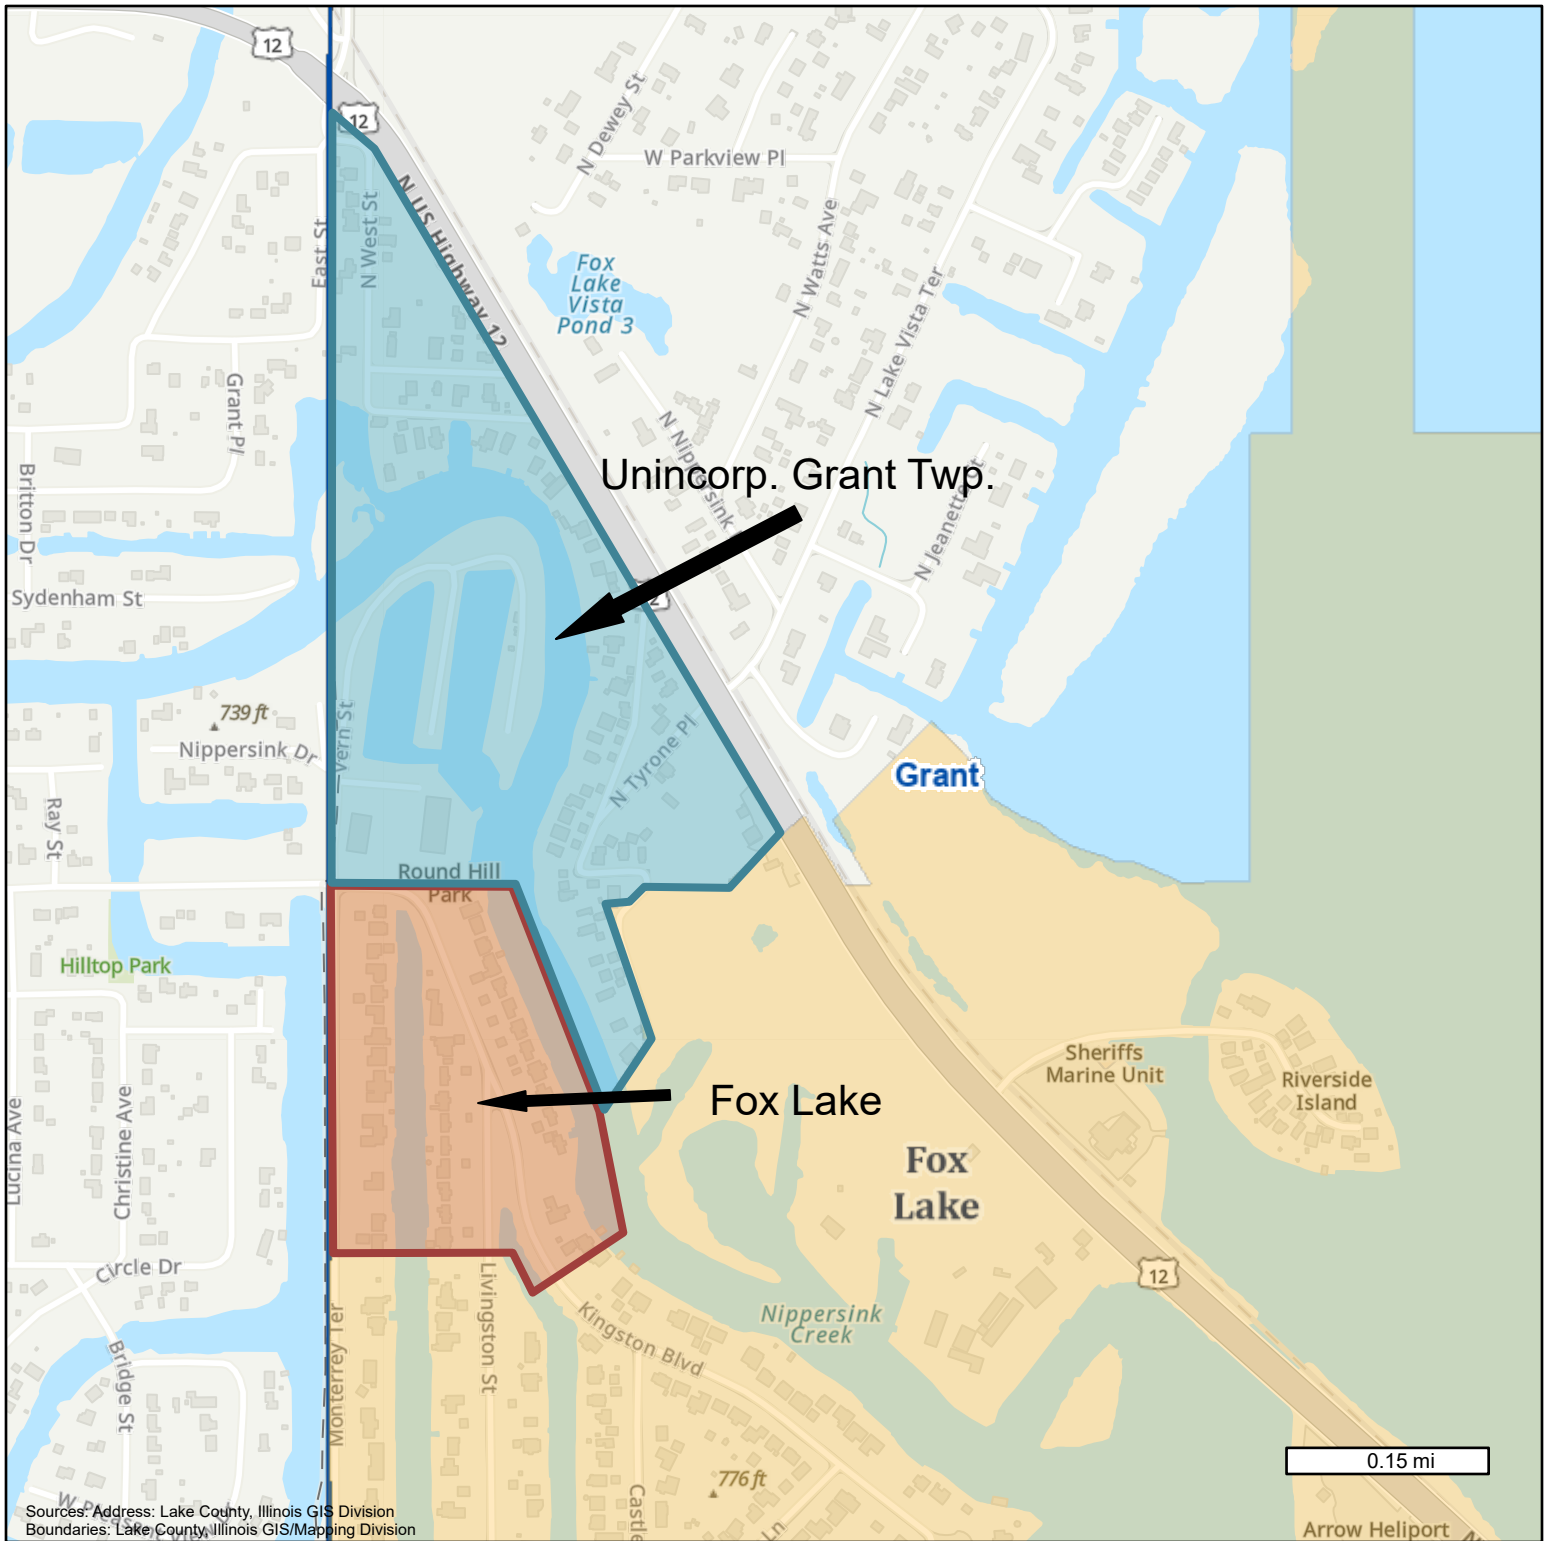 12
12
N Dewey St
W Parkview Pl
N US Highway 12
East St
N West St
N Watts Ave
Fox
Lake
Vista
Pond 3
N Lake Vista Ter
Grant Pl
N Nippersink
Unincorp. Grant Twp.
Britton Dr
N Jeanette Ct
Sydenham St
739 ft
Vern St
Nippersink Dr
N Tyrone Pl
Grant
Ray St
Round Hill
Park
Hilltop Park
Sheriffs
Marine Unit
Riverside
Island
Fox Lake
Lucina Ave
Christine Ave
Fox
Lake
Circle Dr
12
Livingston St
Monterrey Ter
Nippersink
Creek
Kingston Blvd
Bridge St
0.15 mi
776 ft
Castle
Ln
Sources: Address: Lake County, Illinois GIS Division
Boundaries: Lake County, Illinois GIS/Mapping Division
Arrow Heliport
N